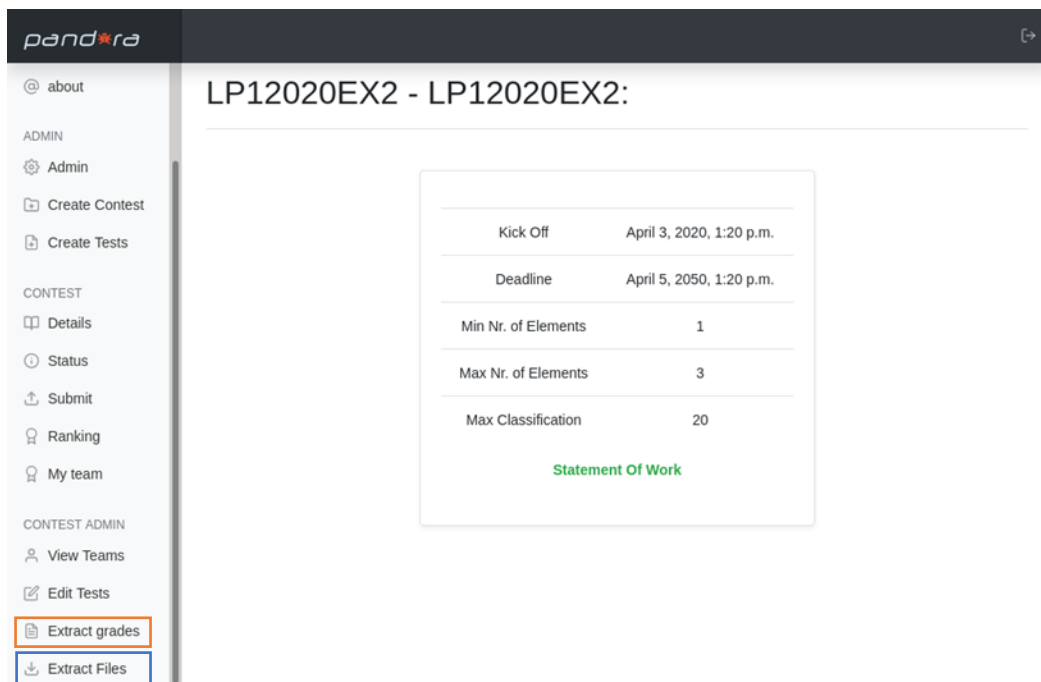 pandora
about
ADMIN
Admin
Create Contest
Create Tests
CONTEST
Details
Status
Submit
Ranking
My team
CONTEST ADMIN
View Teams
Edit Tests
Extract grades
Extract Files
LP12020EX2 - LP12020EX2:
Kick Off April 3, 2020, 1:20 p.m.
Deadline April 5, 2050, 1:20 p.m.
Min Nr. of Elements 1
Max Nr. of Elements 3
Max Classification 20
Statement Of Work